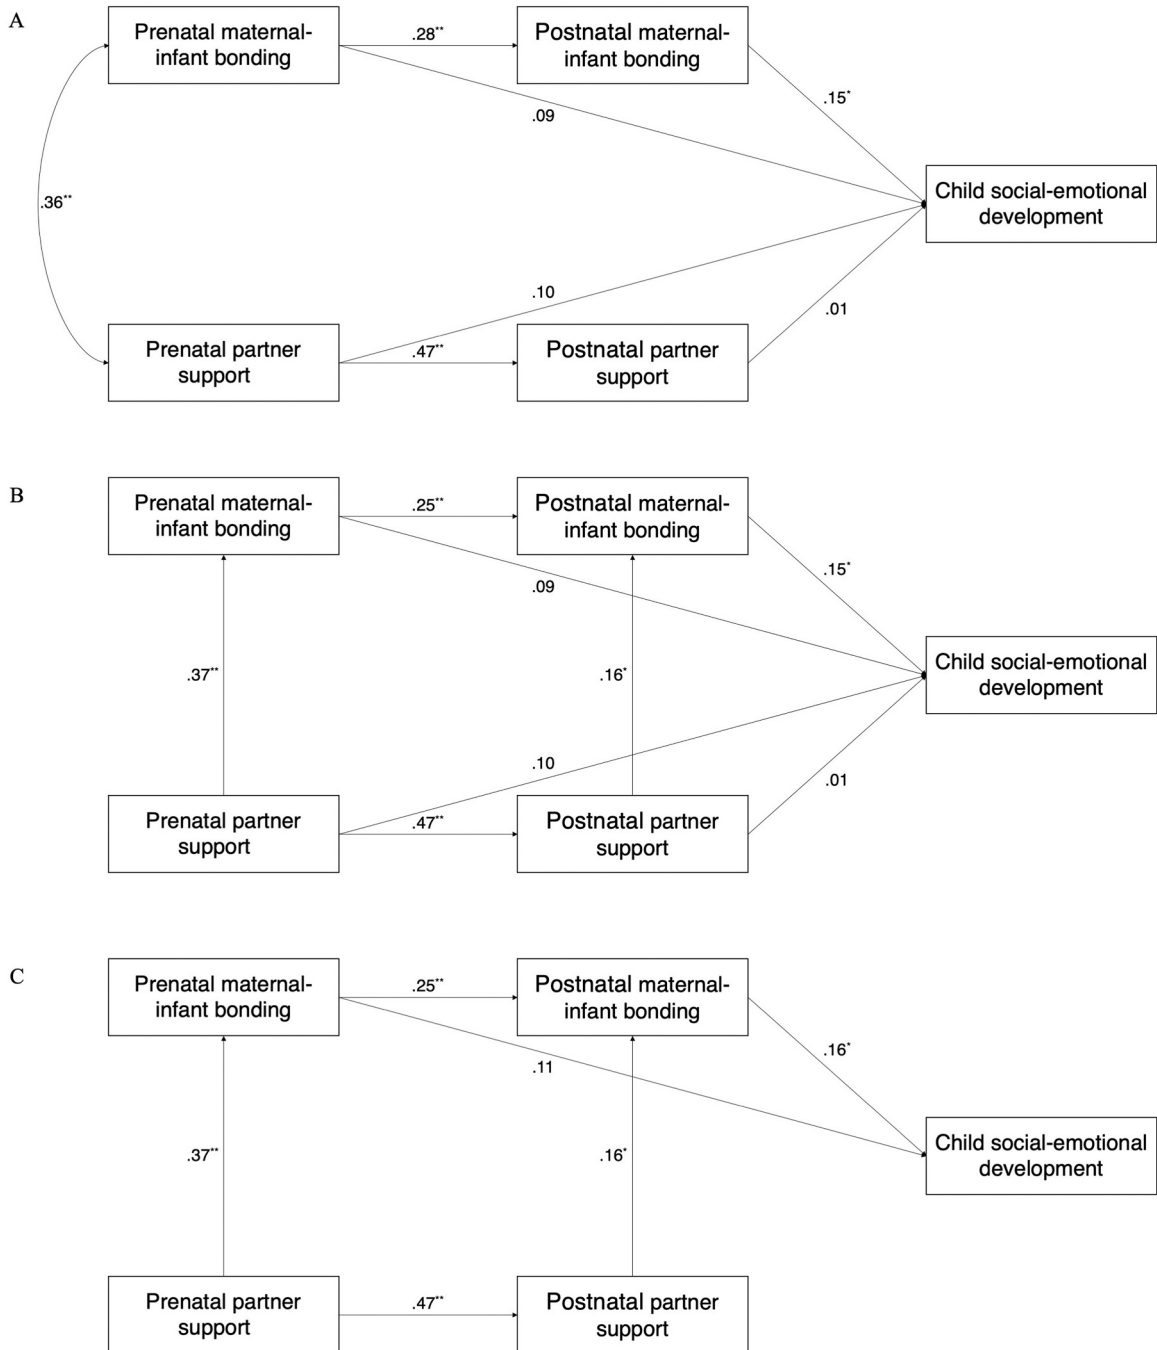 A
Prenatal maternal-
infant bonding
.28**
Postnatal maternal-
infant bonding
.09
.15*
.36**
Child social-emotional
development
.10
.01
Prenatal partner
support
.47**
Postnatal partner
support
B
Prenatal maternal-
infant bonding
.25**
Postnatal maternal-
infant bonding
.09
.15*
.37**
.16*
Child social-emotional
development
.10
.01
Prenatal partner
support
.47**
Postnatal partner
support
C
Prenatal maternal-
infant bonding
.25**
Postnatal maternal-
infant bonding
.11
.16*
.37**
.16*
Child social-emotional
development
Prenatal partner
support
.47**
Postnatal partner
support